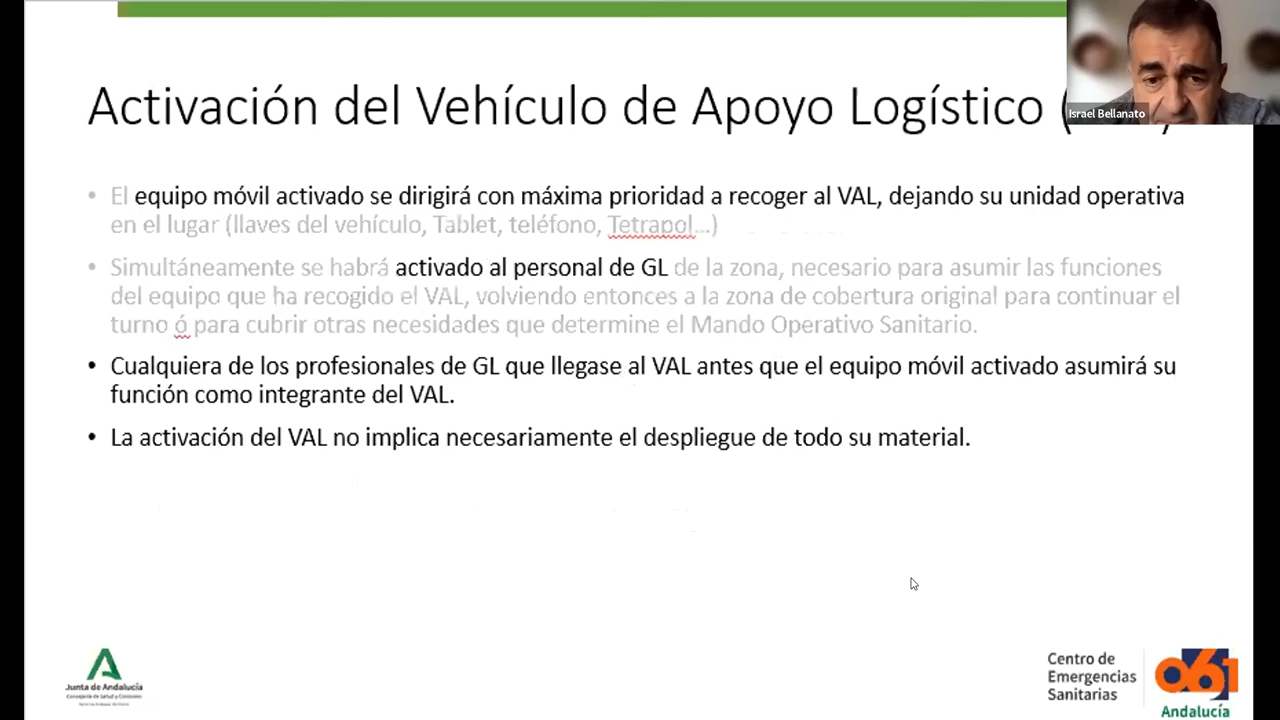 Activación del Vehículo de Apoyo Logístico (
Israel Bellanato
• El equipo móvil activado se dirigirá con máxima prioridad a recoger al VAL, dejando su unidad operativa
en el lugar (llaves del vehículo, Tablet, teléfono, Tetrapol...)
• Simultáneamente se habrá activado al personal de GL de la zona, necesario para asumir las funciones
del equipo que ha recogido el VAL, volviendo entonces a la zona de cobertura original para continuar el
turno ó para cubrir otras necesidades que determine el Mando Operativo Sanitario.
• Cualquiera de los profesionales de GL que llegase al VAL antes que el equipo móvil activado asumirá su
función como integrante del VAL.
• La activación del VAL no implica necesariamente el despliegue de todo su material.
Junta de Andalucía
Consejería de Salud y Consumo
Centro de
Emergencias
Sanitarias
061
Andalucía